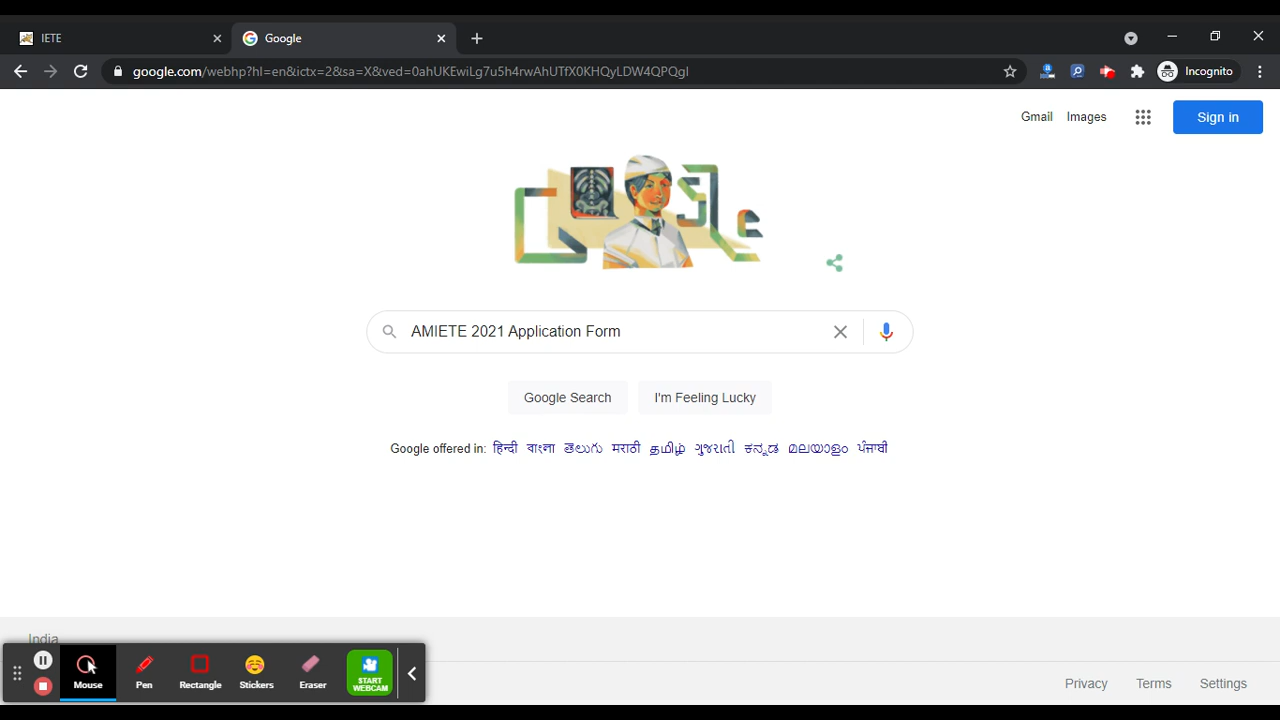 IETE
Google
google.com/webhp?hl=en&ictx=2&sa=X&ved=0ahUKEwiLg7u5h4rwAhUTfX0KHQyLDW4QPQgI
Incognito
Gmail Images Sign in
AMIETE 2021 Application Form
Google Search I'm Feeling Lucky
Google offered in: हिन्दी বাংলা తెలుగు मराठी தமிழ் ગુજરાતી ಕನ್ನಡ മലയാളം ਪੰਜਾਬੀ
India
Mouse Pen Rectangle Stickers Eraser START WEBCAM
Privacy Terms Settings